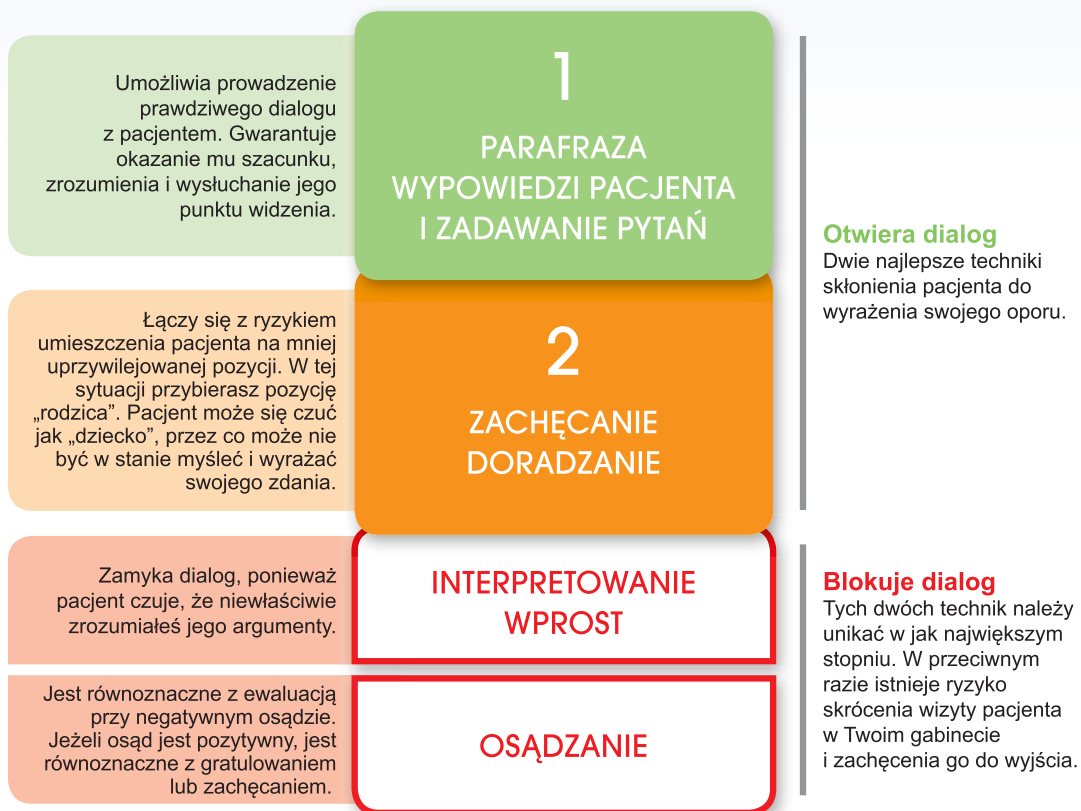 Umożliwia prowadzenie
prawdziwego dialogu
z pacjentem. Gwarantuje
okazanie mu szacunku,
zrozumienia i wysłuchanie jego
punktu widzenia.
1
PARAFRAZA
WYPOWIEDZI PACJENTA
I ZADAWANIE PYTAŃ
Otwiera dialog
Dwie najlepsze techniki
skłonienia pacjenta do
wyrażenia swojego oporu.
Łączy się z ryzykiem
umieszczenia pacjenta na mniej
uprzywilejowanej pozycji. W tej
sytuacji przybierasz pozycję
„rodzica”. Pacjent może się czuć
jak „dziecko”, przez co może nie
być w stanie myśleć i wyrażać
swojego zdania.
2
ZACHĘCANIE
DORADZANIE
Zamyka dialog, ponieważ
pacjent czuje, że niewłaściwie
zrozumiałeś jego argumenty.
INTERPRETOWANIE
WPROST
Blokuje dialog
Tych dwóch technik należy
unikać w jak największym
stopniu. W przeciwnym
razie istnieje ryzyko
skrócenia wizyty pacjenta
w Twoim gabinecie
i zachęcenia go do wyjścia.
Jest równoznaczne z ewaluacją
przy negatywnym osądzie.
Jeżeli osąd jest pozytywny, jest
równoznaczne z gratulowaniem
lub zachęcaniem.
OSĄDZANIE